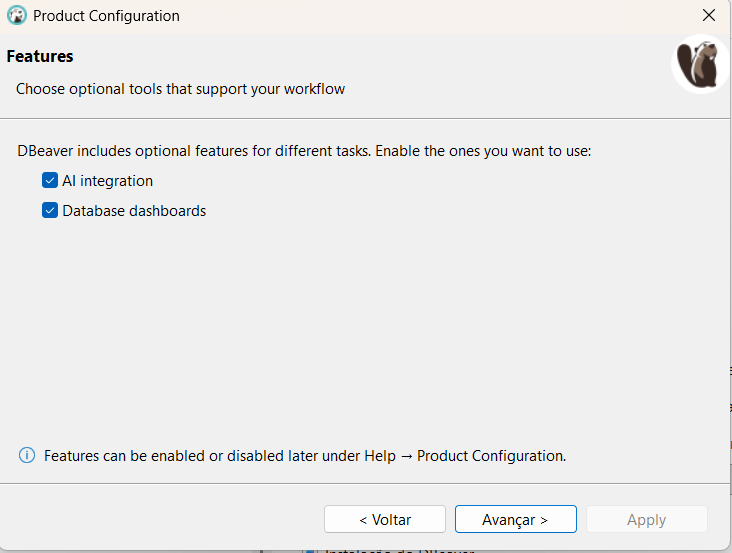 Product Configuration
Features
Choose optional tools that support your workflow
DBeaver includes optional features for different tasks. Enable the ones you want to use:
AI integration
Database dashboards
Features can be enabled or disabled later under Help → Product Configuration.
< Voltar
Avançar >
Apply